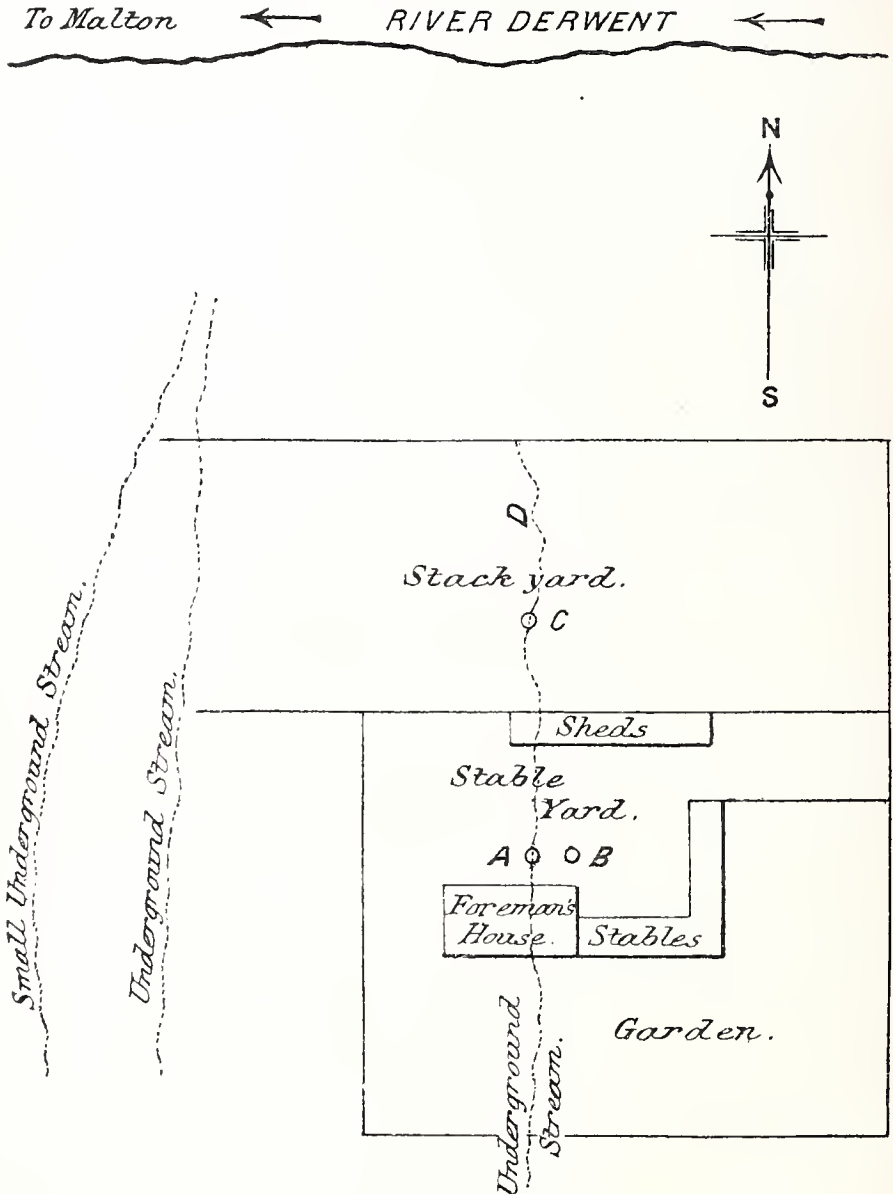 To Malton
RIVER DERWENT
N
S
D
Stack yard.
C
Small Underground Stream.
Underground Stream.
Sheds
Stable
Yard.
A
B
Foreman's
House.
Stables
Garden.
Underground
Stream.